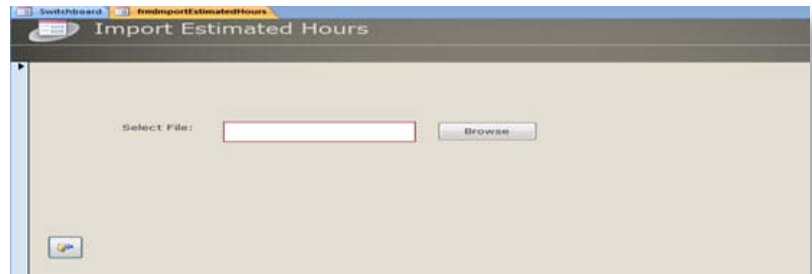 Switchboard frmImportEstimatedHours
Import Estimated Hours
Select File: Browse